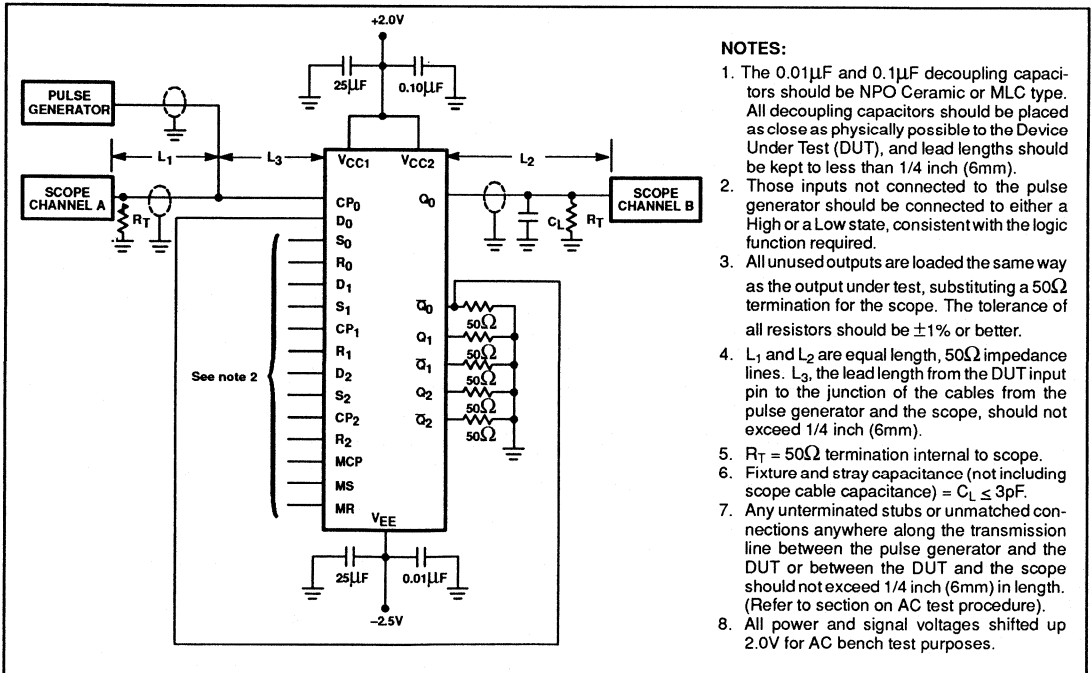 +2.0V
25μF
0.10μF
PULSE
GENERATOR
L1
L3
L2
VCC1
VCC2
SCOPE
CHANNEL A
RT
CP0
Q0
CL
RT
SCOPE
CHANNEL B
D0
S0
R0
D1
S1
CP1
R1
D2
S2
CP2
R2
MCP
MS
MR
See note 2
Q̅0
50Ω
Q1
50Ω
Q̅1
50Ω
Q2
50Ω
Q̅2
50Ω
VEE
25μF
0.01μF
–2.5V
NOTES:
1. The 0.01μF and 0.1μF decoupling capaci-
tors should be NPO Ceramic or MLC type.
All decoupling capacitors should be placed
as close as physically possible to the Device
Under Test (DUT), and lead lengths should
be kept to less than 1/4 inch (6mm).
2. Those inputs not connected to the pulse
generator should be connected to either a
High or a Low state, consistent with the logic
function required.
3. All unused outputs are loaded the same way
as the output under test, substituting a 50Ω
termination for the scope. The tolerance of
all resistors should be ±1% or better.
4. L1 and L2 are equal length, 50Ω impedance
lines. L3, the lead length from the DUT input
pin to the junction of the cables from the
pulse generator and the scope, should not
exceed 1/4 inch (6mm).
5. RT = 50Ω termination internal to scope.
6. Fixture and stray capacitance (not including
scope cable capacitance) = CL ≤ 3pF.
7. Any unterminated stubs or unmatched con-
nections anywhere along the transmission
line between the pulse generator and the
DUT or between the DUT and the scope
should not exceed 1/4 inch (6mm) in length.
(Refer to section on AC test procedure).
8. All power and signal voltages shifted up
2.0V for AC bench test purposes.